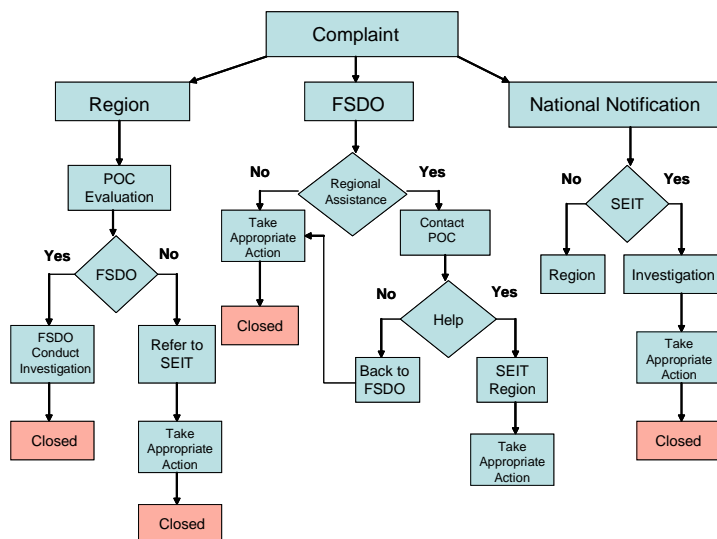 Complaint
Region
FSDO
National Notification
POC
Evaluation
No
Regional
Assistance
Yes
No
SEIT
Yes
Take
Appropriate
Action
Contact
POC
Yes
FSDO
No
Region
Investigation
Closed
No
Help
Yes
FSDO
Conduct
Investigation
Refer to
SEIT
Back to
FSDO
SEIT
Region
Take
Appropriate
Action
Closed
Take
Appropriate
Action
Take
Appropriate
Action
Closed
Closed